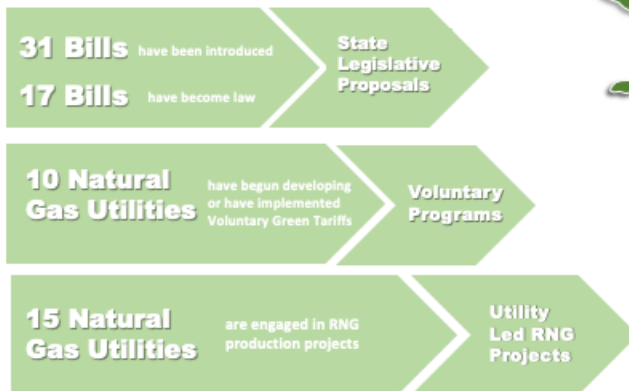 31 Bills have been introduced
17 Bills have become law
State
Legislative
Proposals
10 Natural
Gas Utilities
have begun developing
or have implemented
Voluntary Green Tariffs
Voluntary
Programs
15 Natural
Gas Utilities
are engaged in RNG
production projects
Utility
Led RNG
Projects